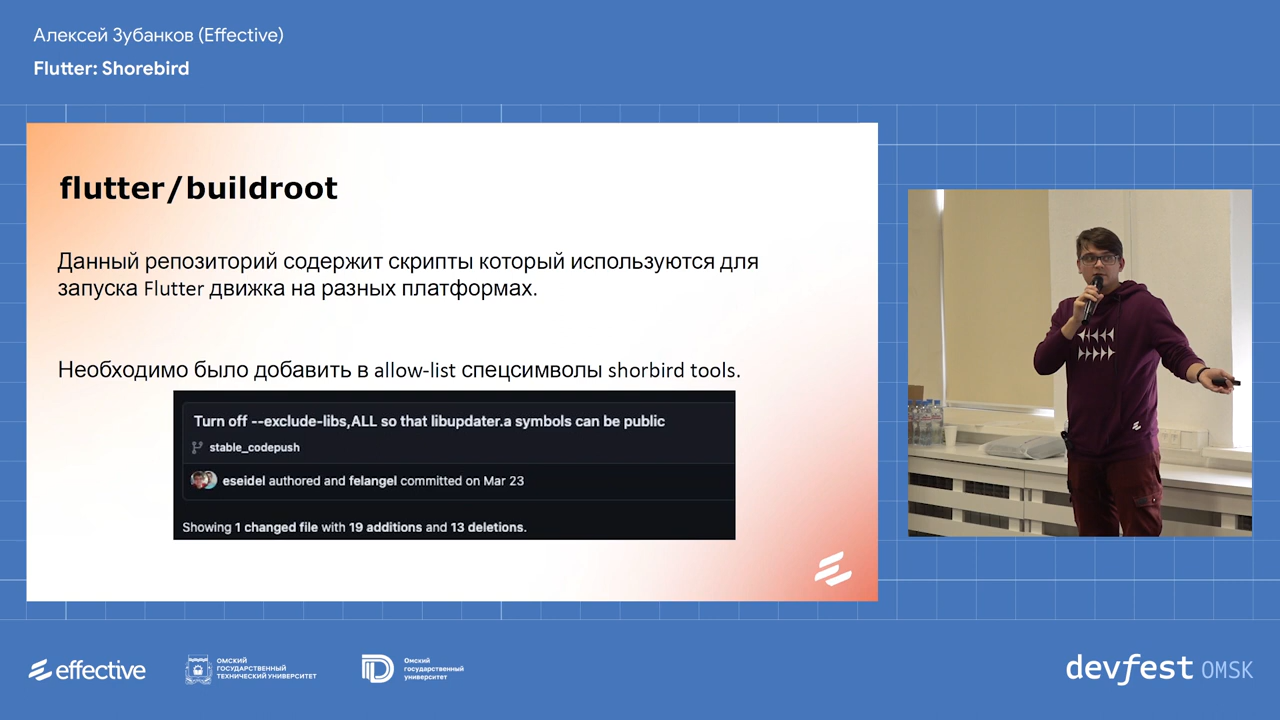 Алексей Зубанков (Effective)
Flutter: Shorebird
flutter/buildroot
Данный репозиторий содержит скрипты который используются для
запуска Flutter движка на разных платформах.
Необходимо было добавить в allow-list спецсимволы shorbird tools.
Turn off --exclude-libs,ALL so that libupdater.a symbols can be public
stable_codepush
eseidel authored and felangel committed on Mar 23
Showing 1 changed file with 19 additions and 13 deletions.
effective
ОМСКИЙ
ГОСУДАРСТВЕННЫЙ
ТЕХНИЧЕСКИЙ УНИВЕРСИТЕТ
Омский
государственный
университет
devfest OMSK